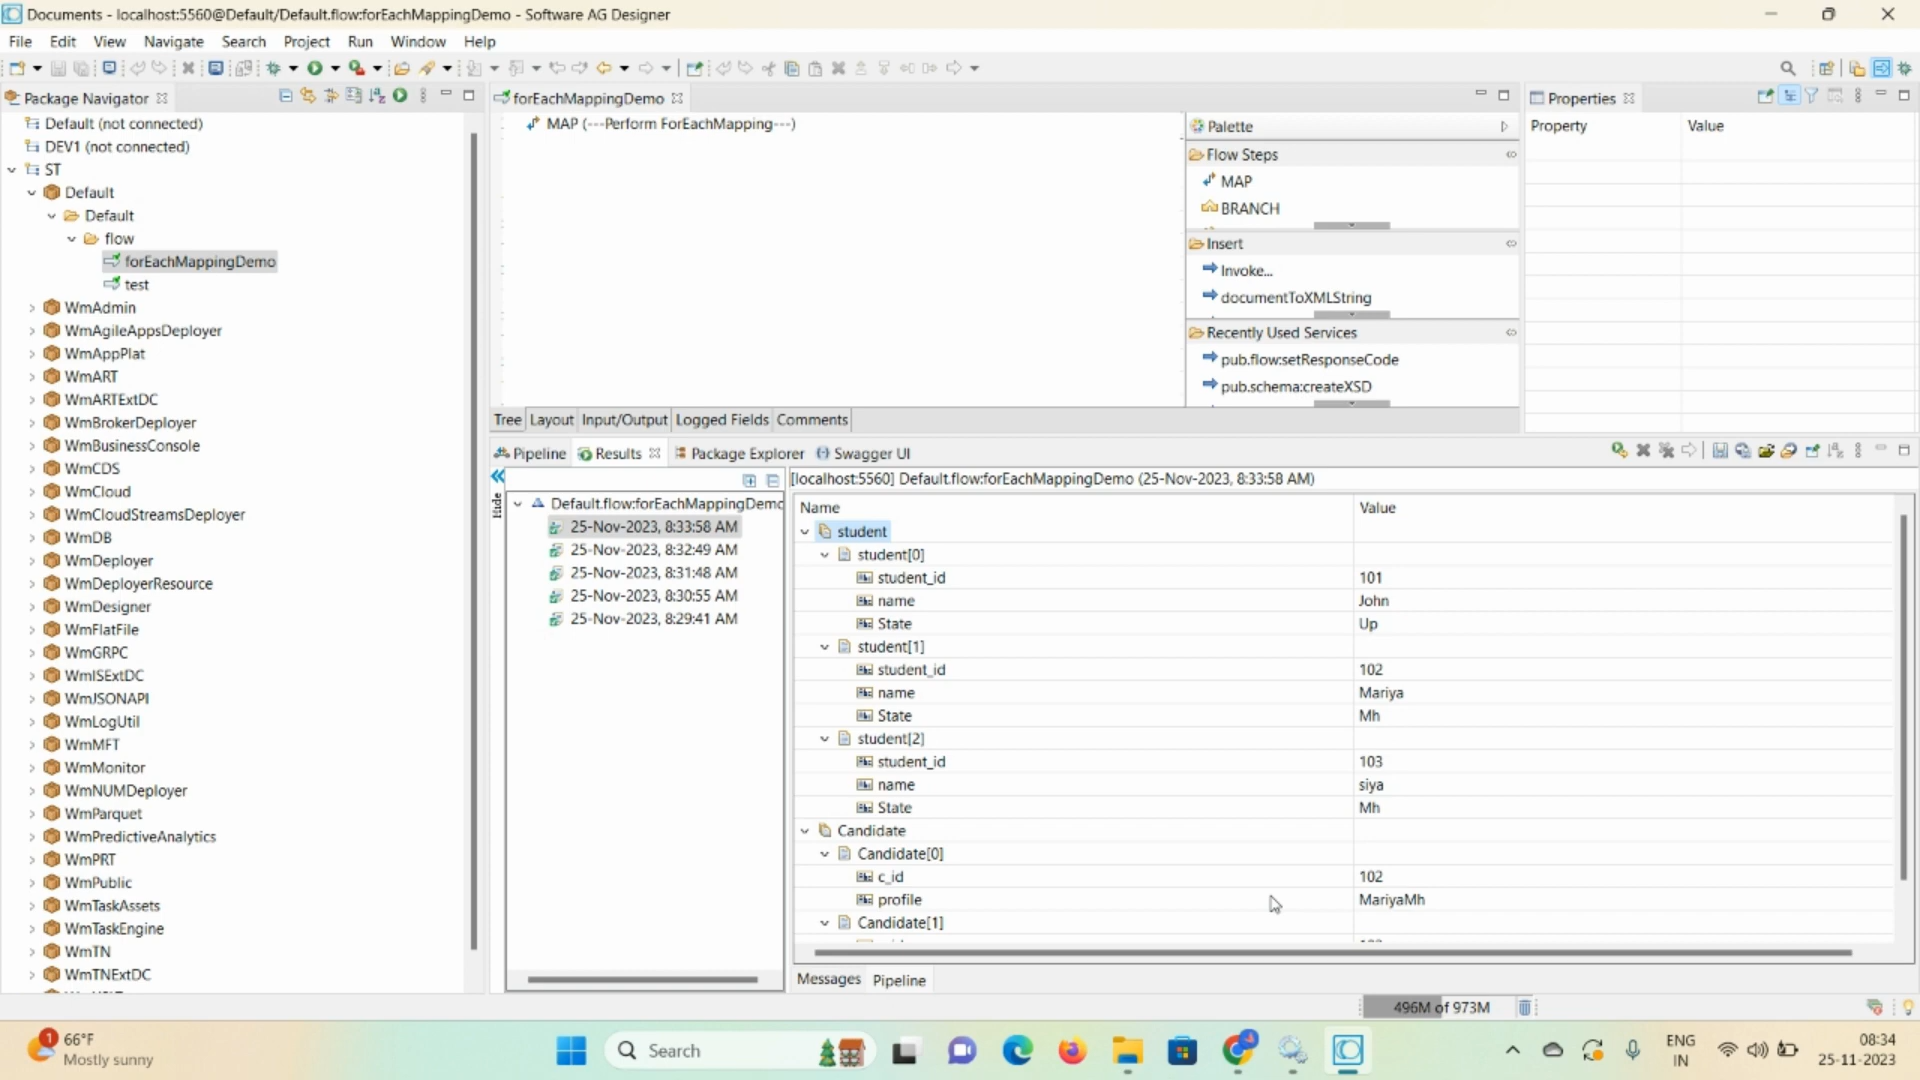 Documents - localhost:5560@Default/Default.flow:forEachMappingDemo - Software AG Designer
File Edit View Navigate Search Project Run Window Help
Package Navigator
Default (not connected)
DEV1 (not connected)
ST
Default
Default
flow
forEachMappingDemo
test
WmAdmin
WmAgileAppsDeployer
WmAppPlat
WmART
WmARTExtDC
WmBrokerDeployer
WmBusinessConsole
WmCDS
WmCloud
WmCloudStreamsDeployer
WmDB
WmDeployer
WmDeployerResource
WmDesigner
WmFlatFile
WmGRPC
WmISExtDC
WmJSONAPI
WmLogUtil
WmMFT
WmMonitor
WmNUMDeployer
WmParquet
WmPredictiveAnalytics
WmPRT
WmPublic
WmTaskAssets
WmTaskEngine
WmTN
WmTNExtDC
forEachMappingDemo
MAP (---Perform ForEachMapping---)
Palette
Flow Steps
MAP
BRANCH
Insert
Invoke...
documentToXMLString
Recently Used Services
pub.flow:setResponseCode
pub.schema:createXSD
Tree Layout Input/Output Logged Fields Comments
Properties
Property Value
Pipeline Results Package Explorer Swagger UI
Hide
Default.flow:forEachMappingDemo
25-Nov-2023, 8:33:58 AM
25-Nov-2023, 8:32:49 AM
25-Nov-2023, 8:31:48 AM
25-Nov-2023, 8:30:55 AM
25-Nov-2023, 8:29:41 AM
[localhost:5560] Default.flow:forEachMappingDemo (25-Nov-2023, 8:33:58 AM)
Name Value
student
student[0]
student_id 101
name John
State Up
student[1]
student_id 102
name Mariya
State Mh
student[2]
student_id 103
name siya
State Mh
Candidate
Candidate[0]
c_id 102
profile MariyaMh
Candidate[1]
Messages Pipeline
496M of 973M
1
66°F
Mostly sunny
Search
4
ENG
IN
08:34
25-11-2023